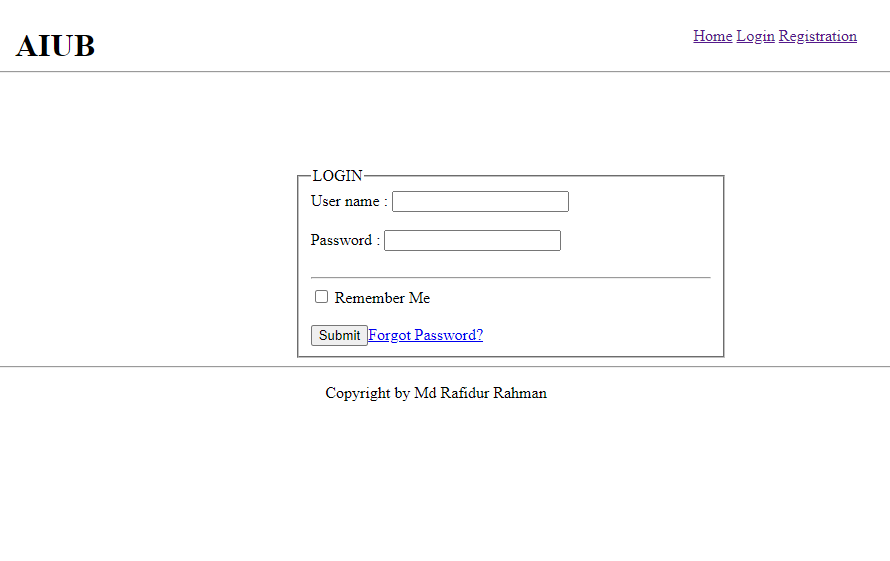 AIUB
Home Login Registration
LOGIN
User name :
Password :
Remember Me
Submit Forgot Password?
Copyright by Md Rafidur Rahman